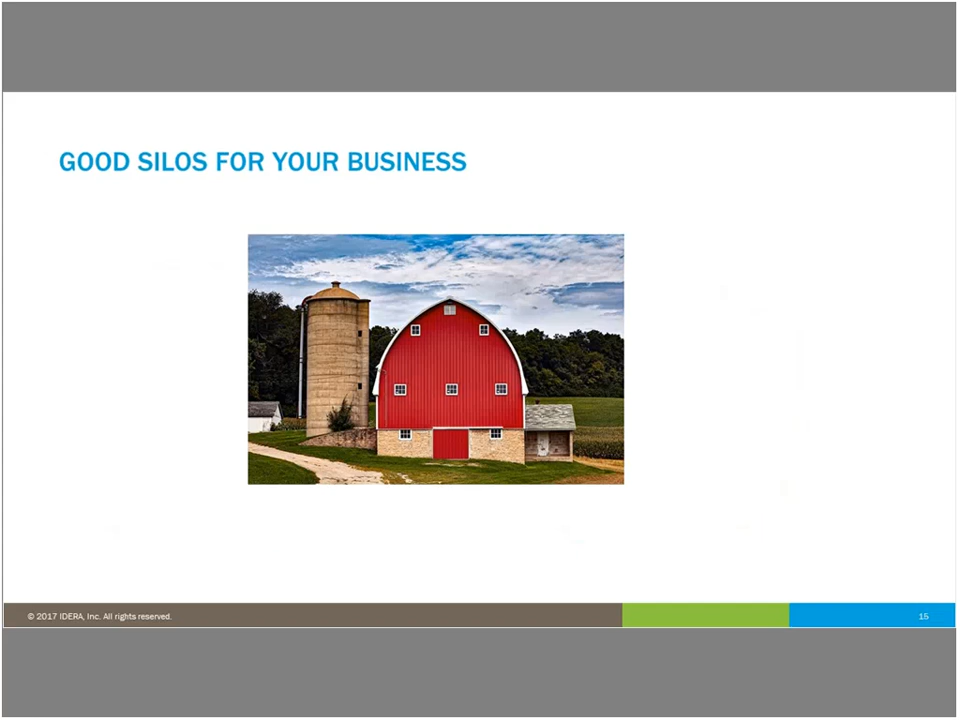 GOOD SILOS FOR YOUR BUSINESS
© 2017 IDERA, Inc. All rights reserved.
15